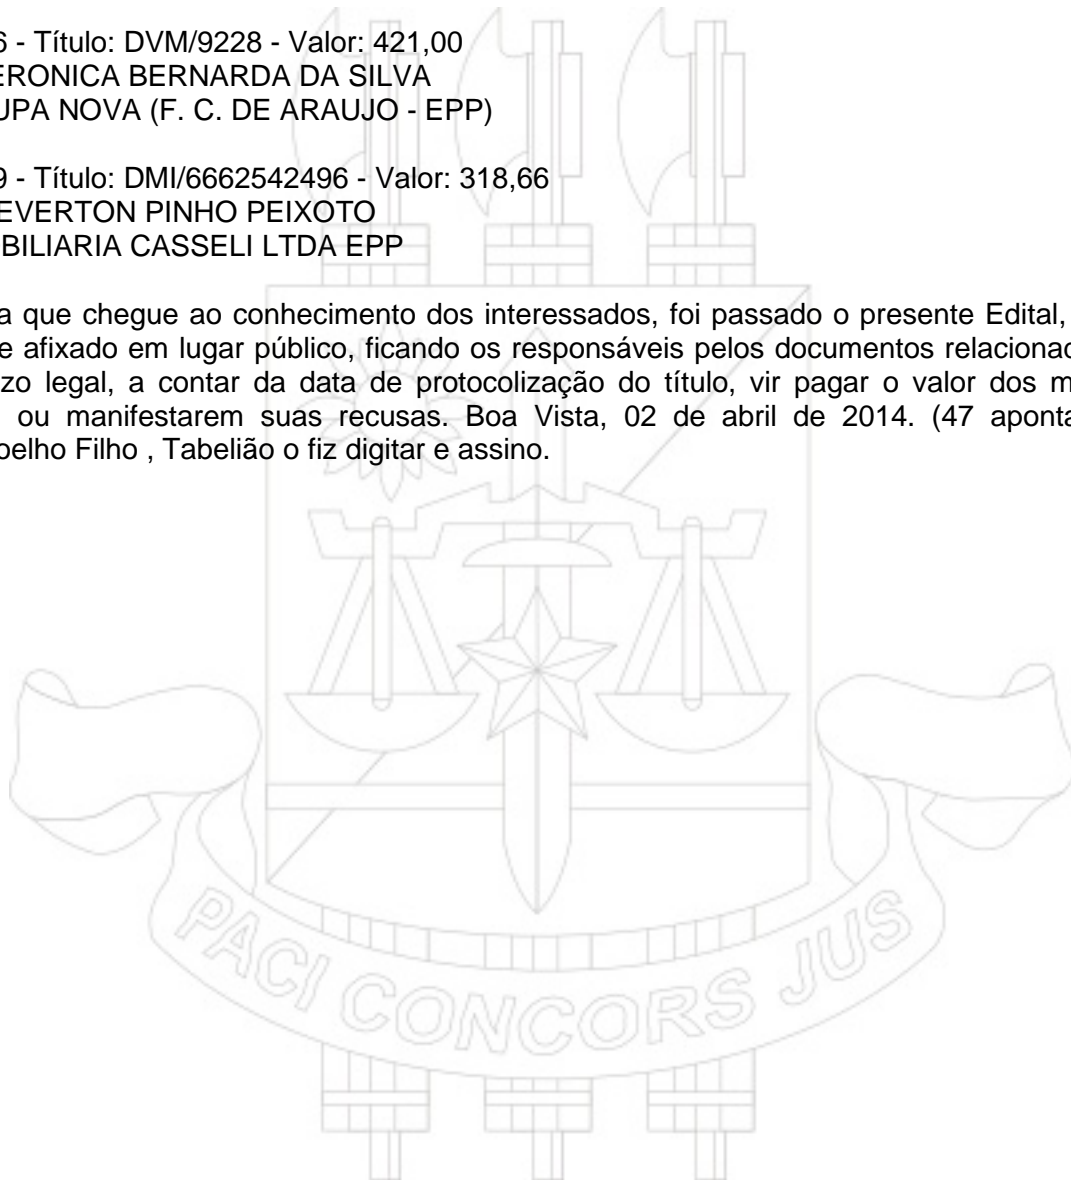 6 - Título: DVM/9228 - Valor: 421,00
ERONICA BERNARDA DA SILVA
UPA NOVA (F. C. DE ARAUJO - EPP)
9 - Título: DMI/6662542496 - Valor: 318,66
EVERTON PINHO PEIXOTO
BILIARIA CASSELI LTDA EPP
a que chegue ao conhecimento dos interessados, foi passado o presente Edital,
e afixado em lugar público, ficando os responsáveis pelos documentos relacionad
zo legal, a contar da data de protocolização do título, vir pagar o valor dos m
ou manifestarem suas recusas. Boa Vista, 02 de abril de 2014. (47 aponta
oelho Filho , Tabelião o fiz digitar e assino.
PACI CONCORS JUS